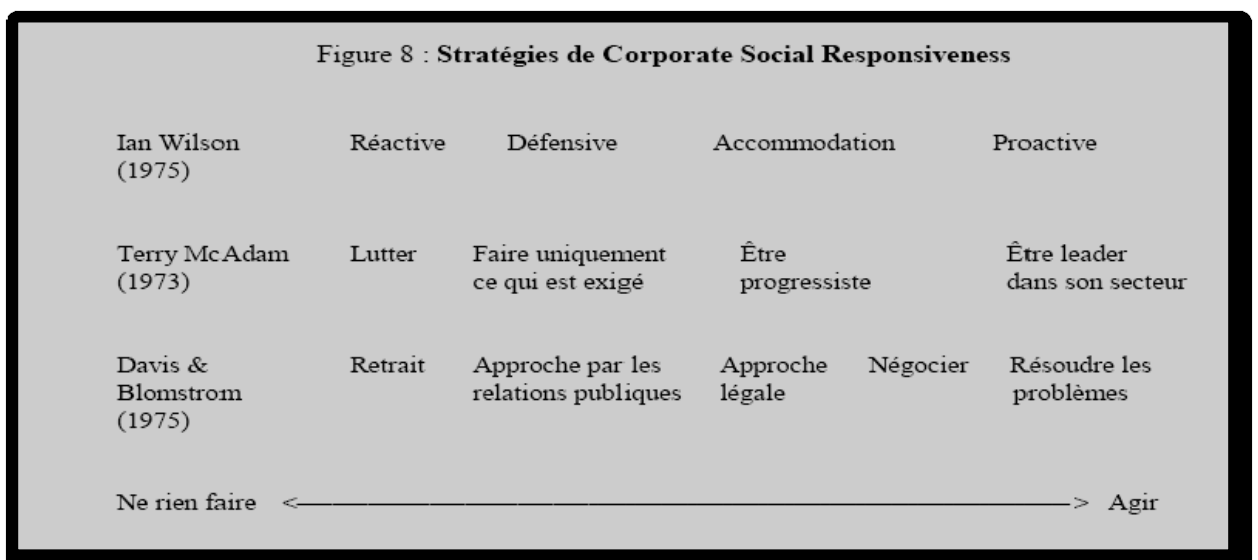 Figure 8 : Stratégies de Corporate Social Responsiveness
Ian Wilson Réactive Défensive Accommodation Proactive
(1975)
Terry McAdam Lutter Faire uniquement Être Être leader
(1973) ce qui est exigé progressiste dans son secteur
Davis & Retrait Approche par les Approche Négocier Résoudre les
Blomstrom relations publiques légale problèmes
(1975)
Ne rien faire <————————————————> Agir